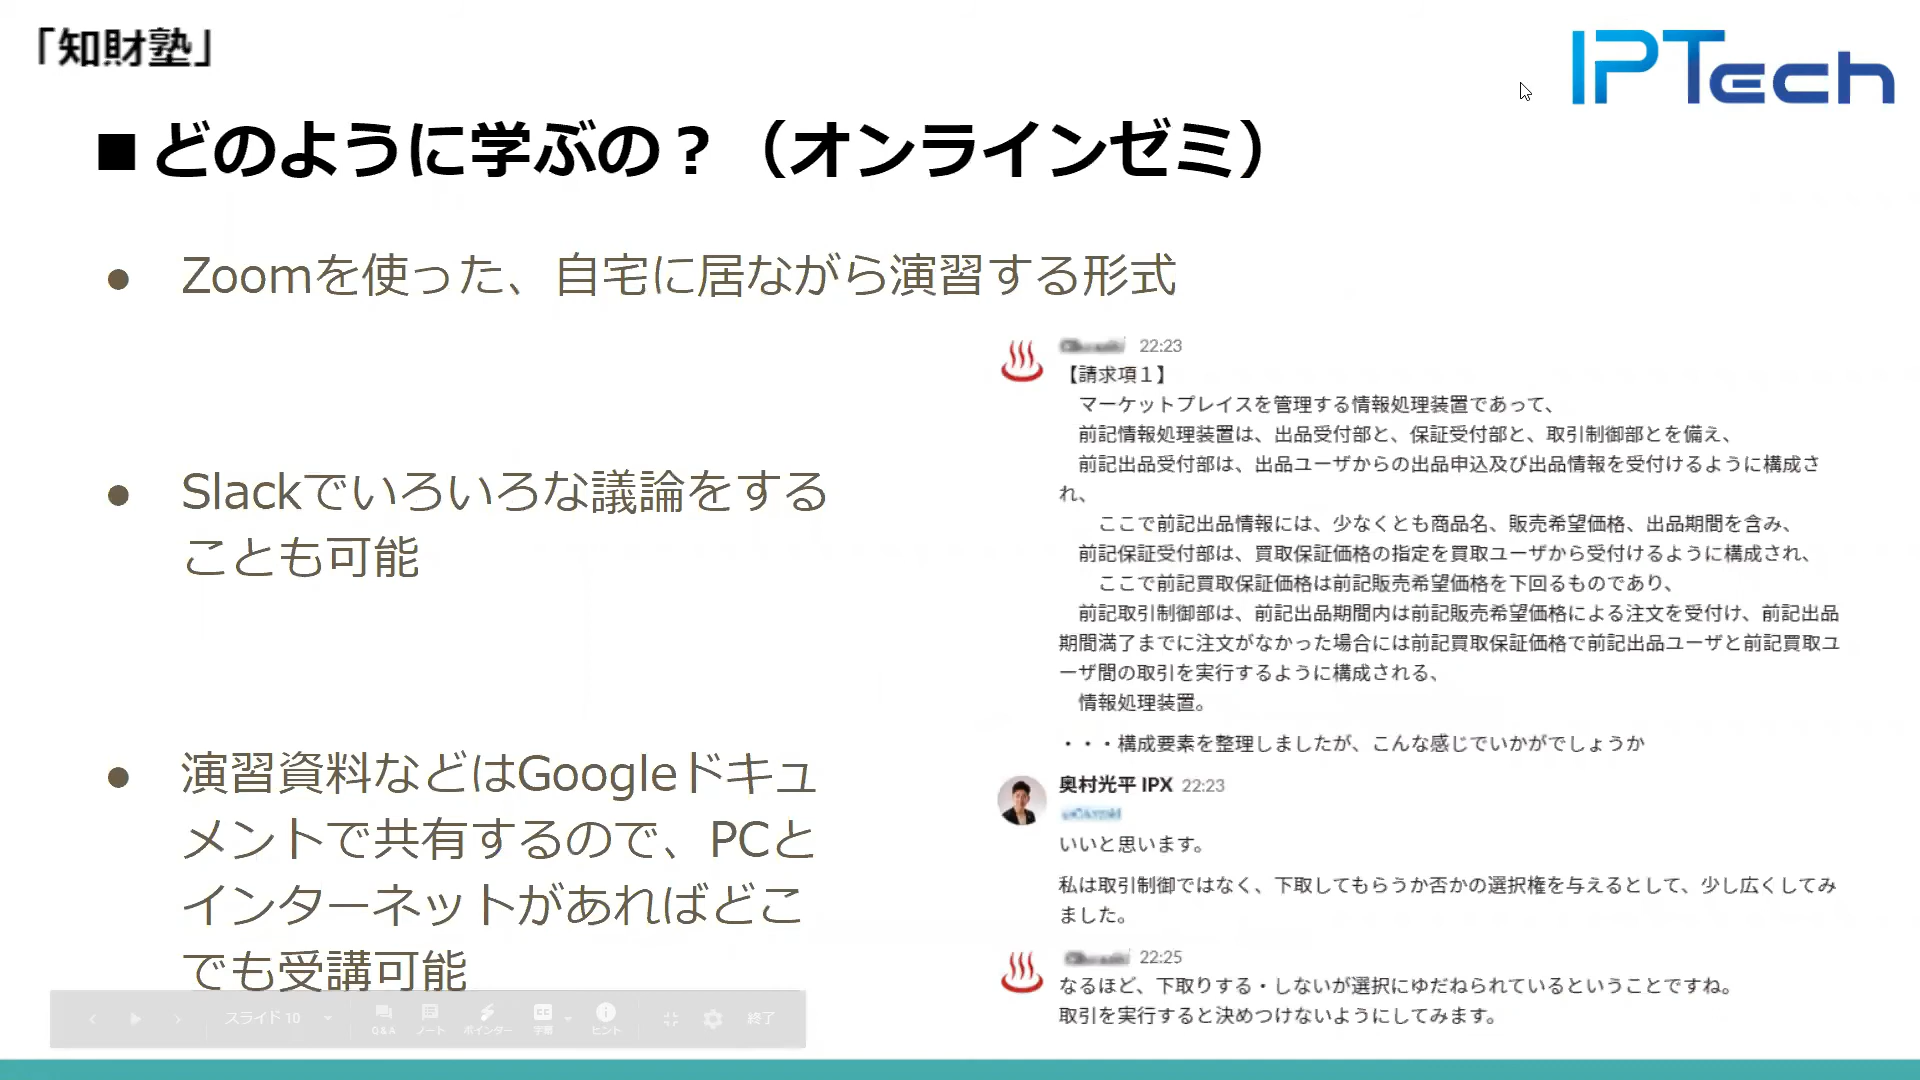 「知財塾」
IPTech
■どのように学ぶの？（オンラインゼミ）
● Zoomを使った、自宅に居ながら演習する形式
● Slackでいろいろな議論をする
ことも可能
● 演習資料などはGoogleドキュ
メントで共有するので、PCと
インターネットがあればどこ
でも受講可能
22:23
【請求項１】
マーケットプレイスを管理する情報処理装置であって、
前記情報処理装置は、出品受付部と、保証受付部と、取引制御部とを備え、
前記出品受付部は、出品ユーザからの出品申込及び出品情報を受付けるように構成さ
れ、
ここで前記出品情報には、少なくとも商品名、販売希望価格、出品期間を含み、
前記保証受付部は、買取保証価格の指定を買取ユーザから受付けるように構成され、
ここで前記買取保証価格は前記販売希望価格を下回るものであり、
前記取引制御部は、前記出品期間内は前記販売希望価格による注文を受付け、前記出品
期間満了までに注文がなかった場合には前記買取保証価格で前記出品ユーザと前記買取ユ
ーザ間の取引を実行するように構成される、
情報処理装置。
・・・構成要素を整理しましたが、こんな感じでいかがでしょうか
奥村光平 IPX 22:23
いいと思います。
私は取引制御ではなく、下取してもらうか否かの選択権を与えるとして、少し広くしてみ
ました。
22:25
なるほど、下取りする・しないが選択にゆだねられているということですね。
取引を実行すると決めつけないようにしてみます。
スライド 10
Q&A
ノート
ポインター
字幕
ヒント
終了